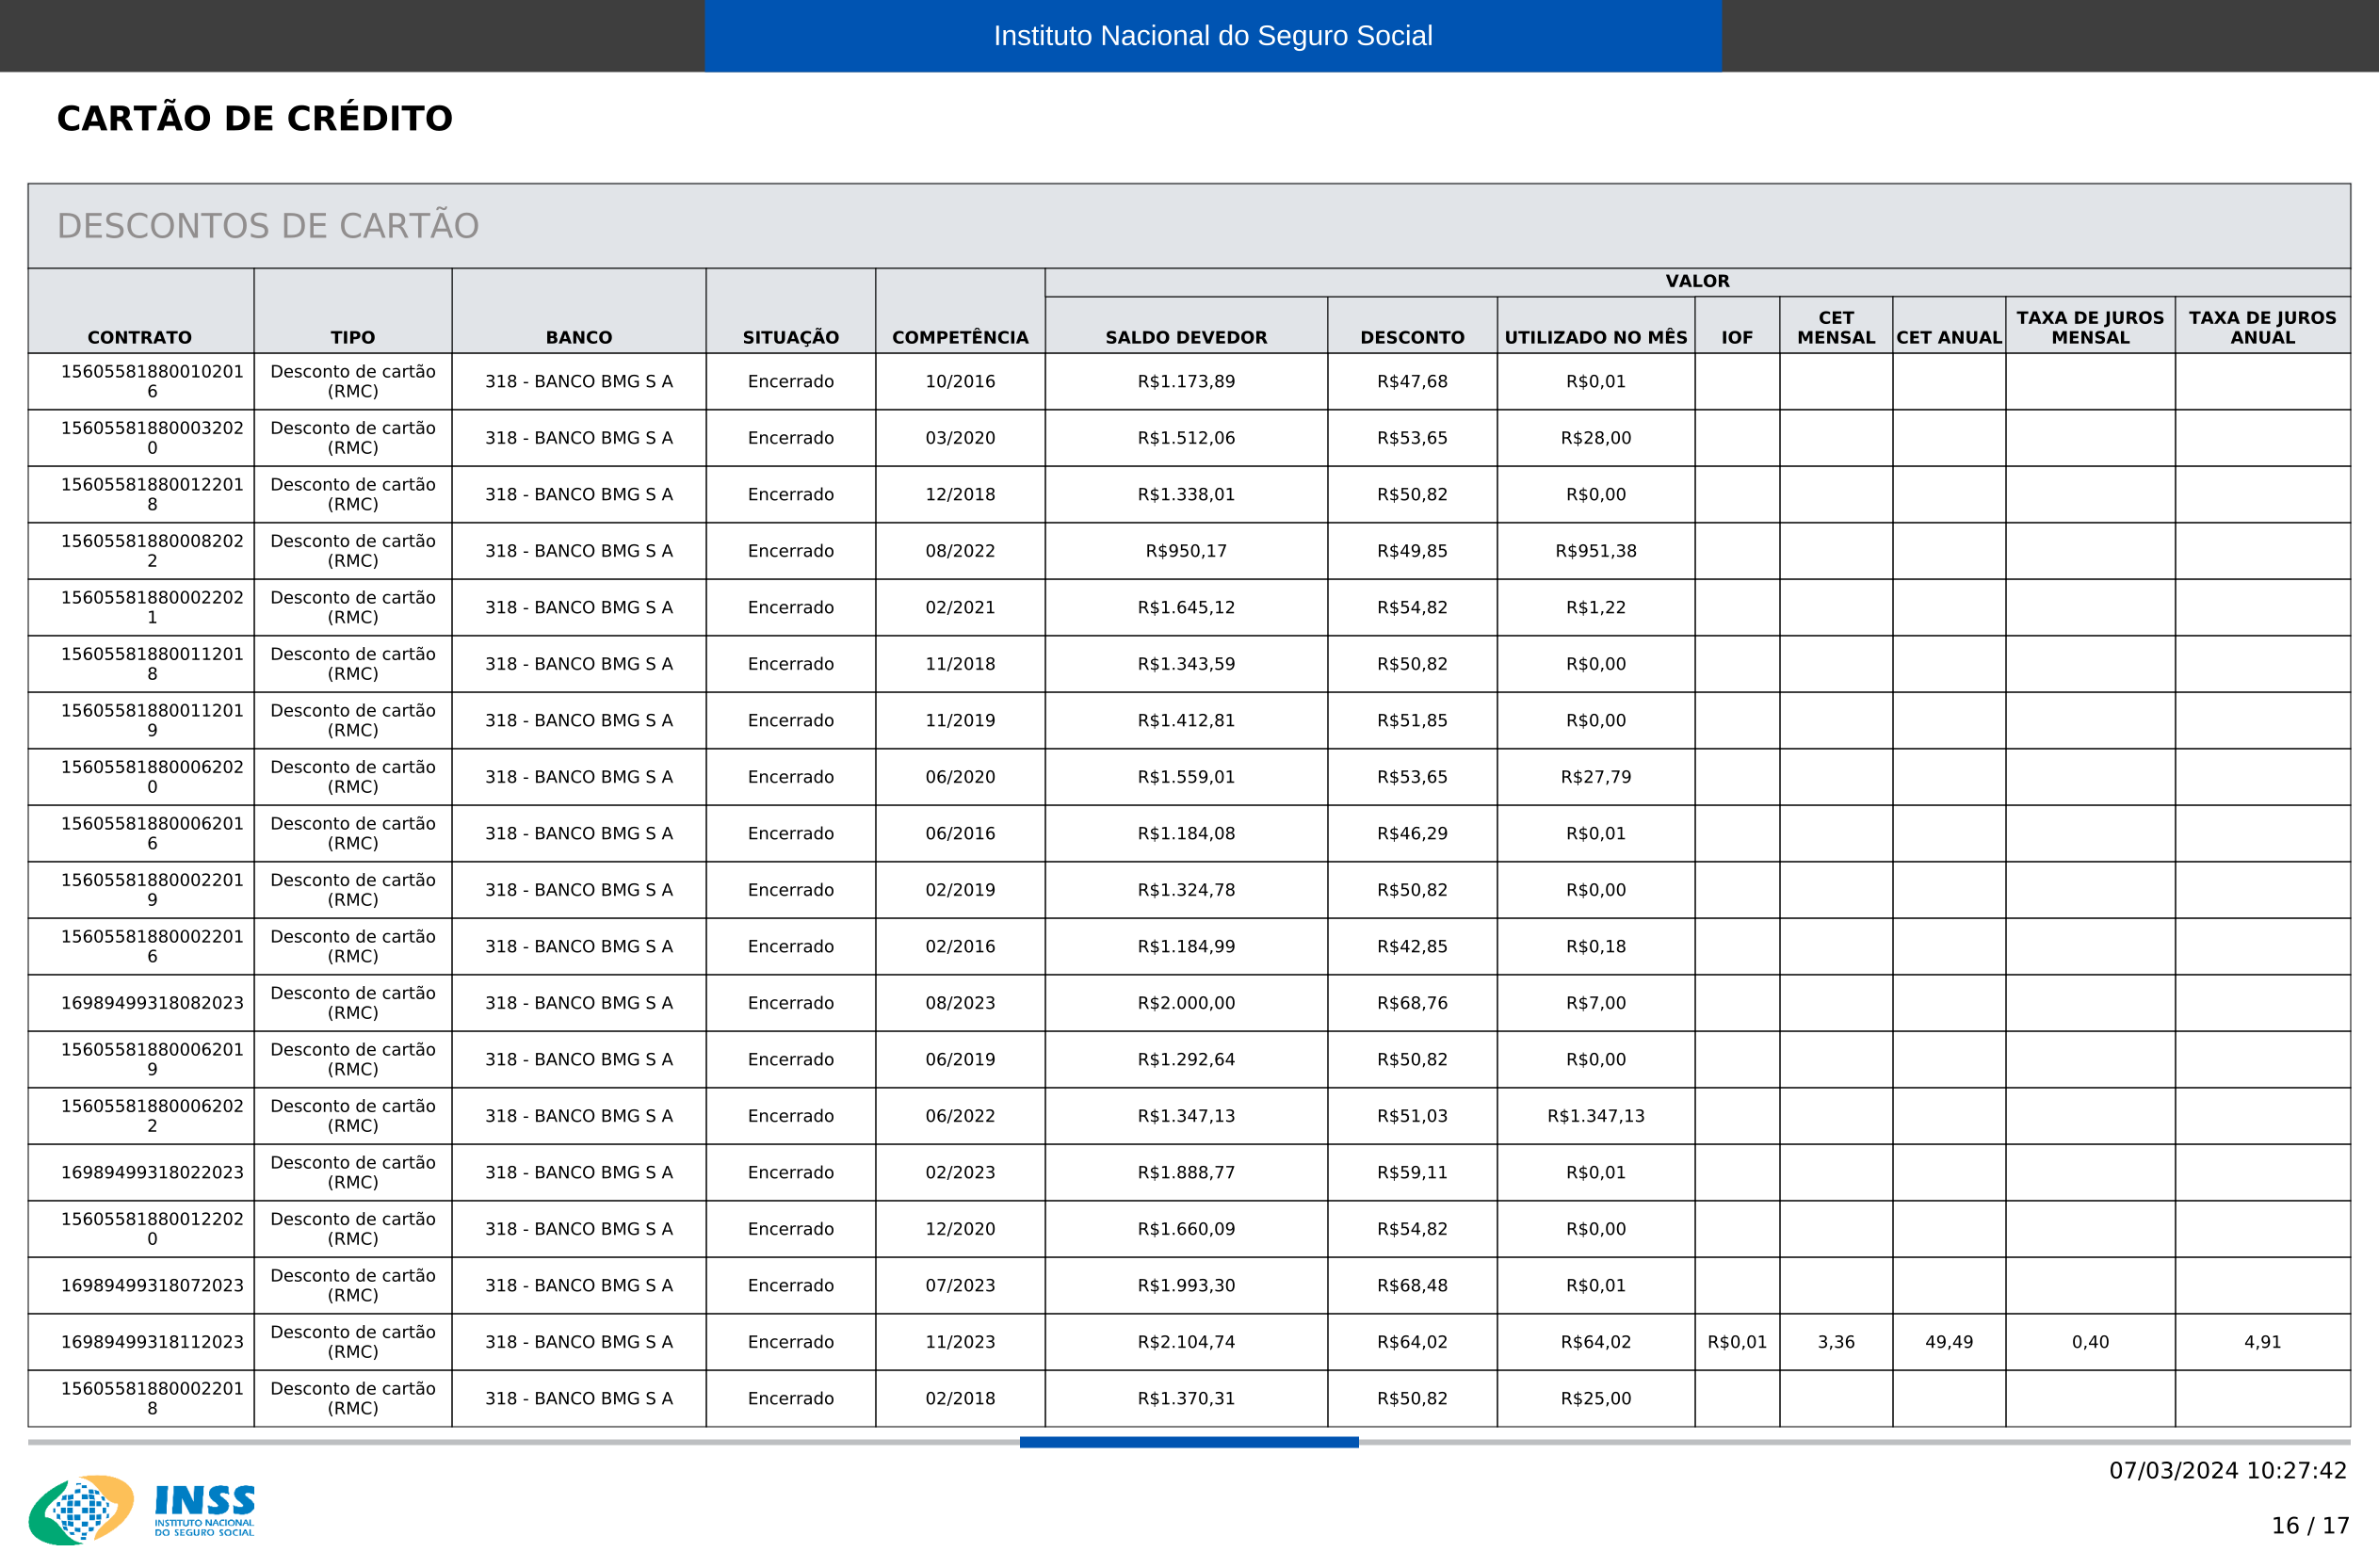 Instituto Nacional do Seguro Social
CARTÃO DE CRÉDITO
DESCONTOS DE CARTÃO
VALOR
CONTRATO TIPO BANCO SITUAÇÃO COMPETÊNCIA SALDO DEVEDOR DESCONTO UTILIZADO NO MÊS IOF CET MENSAL CET ANUAL TAXA DE JUROS MENSAL TAXA DE JUROS ANUAL
156055818800102016 Desconto de cartão (RMC) 318 - BANCO BMG S A Encerrado 10/2016 R$1.173,89 R$47,68 R$0,01
156055818800032020 Desconto de cartão (RMC) 318 - BANCO BMG S A Encerrado 03/2020 R$1.512,06 R$53,65 R$28,00
156055818800122018 Desconto de cartão (RMC) 318 - BANCO BMG S A Encerrado 12/2018 R$1.338,01 R$50,82 R$0,00
156055818800082022 Desconto de cartão (RMC) 318 - BANCO BMG S A Encerrado 08/2022 R$950,17 R$49,85 R$951,38
156055818800022021 Desconto de cartão (RMC) 318 - BANCO BMG S A Encerrado 02/2021 R$1.645,12 R$54,82 R$1,22
156055818800112018 Desconto de cartão (RMC) 318 - BANCO BMG S A Encerrado 11/2018 R$1.343,59 R$50,82 R$0,00
156055818800112019 Desconto de cartão (RMC) 318 - BANCO BMG S A Encerrado 11/2019 R$1.412,81 R$51,85 R$0,00
156055818800062020 Desconto de cartão (RMC) 318 - BANCO BMG S A Encerrado 06/2020 R$1.559,01 R$53,65 R$27,79
156055818800062016 Desconto de cartão (RMC) 318 - BANCO BMG S A Encerrado 06/2016 R$1.184,08 R$46,29 R$0,01
156055818800022019 Desconto de cartão (RMC) 318 - BANCO BMG S A Encerrado 02/2019 R$1.324,78 R$50,82 R$0,00
156055818800022016 Desconto de cartão (RMC) 318 - BANCO BMG S A Encerrado 02/2016 R$1.184,99 R$42,85 R$0,18
16989499318082023 Desconto de cartão (RMC) 318 - BANCO BMG S A Encerrado 08/2023 R$2.000,00 R$68,76 R$7,00
156055818800062019 Desconto de cartão (RMC) 318 - BANCO BMG S A Encerrado 06/2019 R$1.292,64 R$50,82 R$0,00
156055818800062022 Desconto de cartão (RMC) 318 - BANCO BMG S A Encerrado 06/2022 R$1.347,13 R$51,03 R$1.347,13
16989499318022023 Desconto de cartão (RMC) 318 - BANCO BMG S A Encerrado 02/2023 R$1.888,77 R$59,11 R$0,01
156055818800122020 Desconto de cartão (RMC) 318 - BANCO BMG S A Encerrado 12/2020 R$1.660,09 R$54,82 R$0,00
16989499318072023 Desconto de cartão (RMC) 318 - BANCO BMG S A Encerrado 07/2023 R$1.993,30 R$68,48 R$0,01
16989499318112023 Desconto de cartão (RMC) 318 - BANCO BMG S A Encerrado 11/2023 R$2.104,74 R$64,02 R$64,02 R$0,01 3,36 49,49 0,40 4,91
156055818800022018 Desconto de cartão (RMC) 318 - BANCO BMG S A Encerrado 02/2018 R$1.370,31 R$50,82 R$25,00
07/03/2024 10:27:42
INSS
INSTITUTO NACIONAL
DO SEGURO SOCIAL
16 / 17